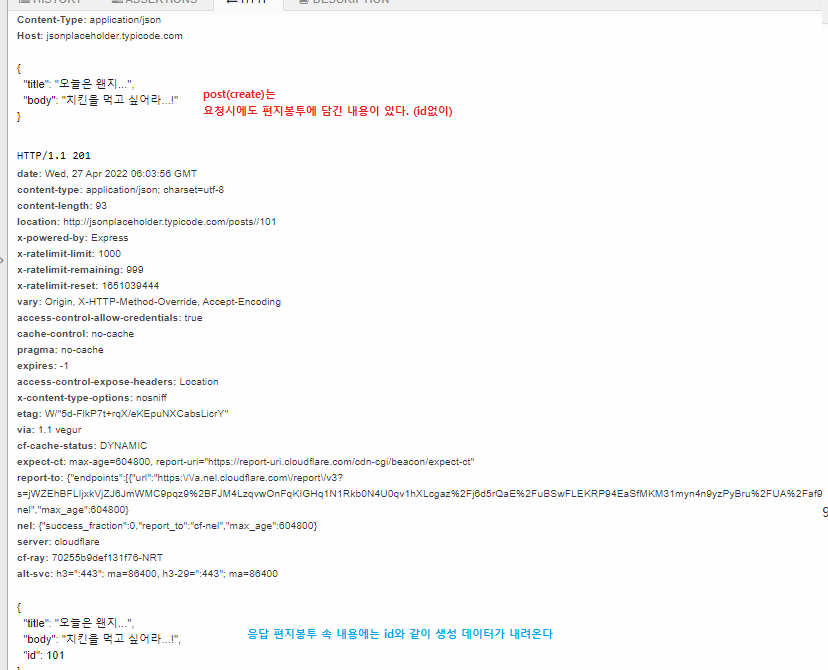 HISTORY ASSERTIONS HTTP DESCRIPTION
Content-Type: application/json
Host: jsonplaceholder.typicode.com
{
"title": "오늘은 왠지...",
"body": "치킨을 먹고 싶어라...!"
}
post(create)는
요청시에도 편지봉투에 담긴 내용이 있다. (id없이)
HTTP/1.1 201
date: Wed, 27 Apr 2022 06:03:56 GMT
content-type: application/json; charset=utf-8
content-length: 93
location: http://jsonplaceholder.typicode.com/posts//101
x-powered-by: Express
x-ratelimit-limit: 1000
x-ratelimit-remaining: 999
x-ratelimit-reset: 1651039444
vary: Origin, X-HTTP-Method-Override, Accept-Encoding
access-control-allow-credentials: true
cache-control: no-cache
pragma: no-cache
expires: -1
access-control-expose-headers: Location
x-content-type-options: nosniff
etag: W/"5d-FlkP7t+rqX/eKEpuNXCabsLicrY"
via: 1.1 vegur
cf-cache-status: DYNAMIC
expect-ct: max-age=604800, report-uri="https://report-uri.cloudflare.com/cdn-cgi/beacon/expect-ct"
report-to: {"endpoints":[{"url":"https:\/\/a.nel.cloudflare.com\/report\/v3?
s=jWZEhBFLljxkVjZJ6JmWMC9pqz9%2BFJM4LzqvwOnFqKlGHq1N1Rkb0N4U0qv1hXLcgaz%2Fj6d5rQaE%2FuBSwFLEKRP94EaSfMKM31myn4n9yzPyBru%2FUA%2Faf9
nel","max_age":604800}
nel: {"success_fraction":0,"report_to":"cf-nel","max_age":604800}
server: cloudflare
cf-ray: 70255b9def131f76-NRT
alt-svc: h3=":443"; ma=86400, h3-29=":443"; ma=86400
{
"title": "오늘은 왠지...",
"body": "치킨을 먹고 싶어라...!",
"id": 101
응답 편지봉투 속 내용에는 id와 같이 생성 데이터가 내려온다